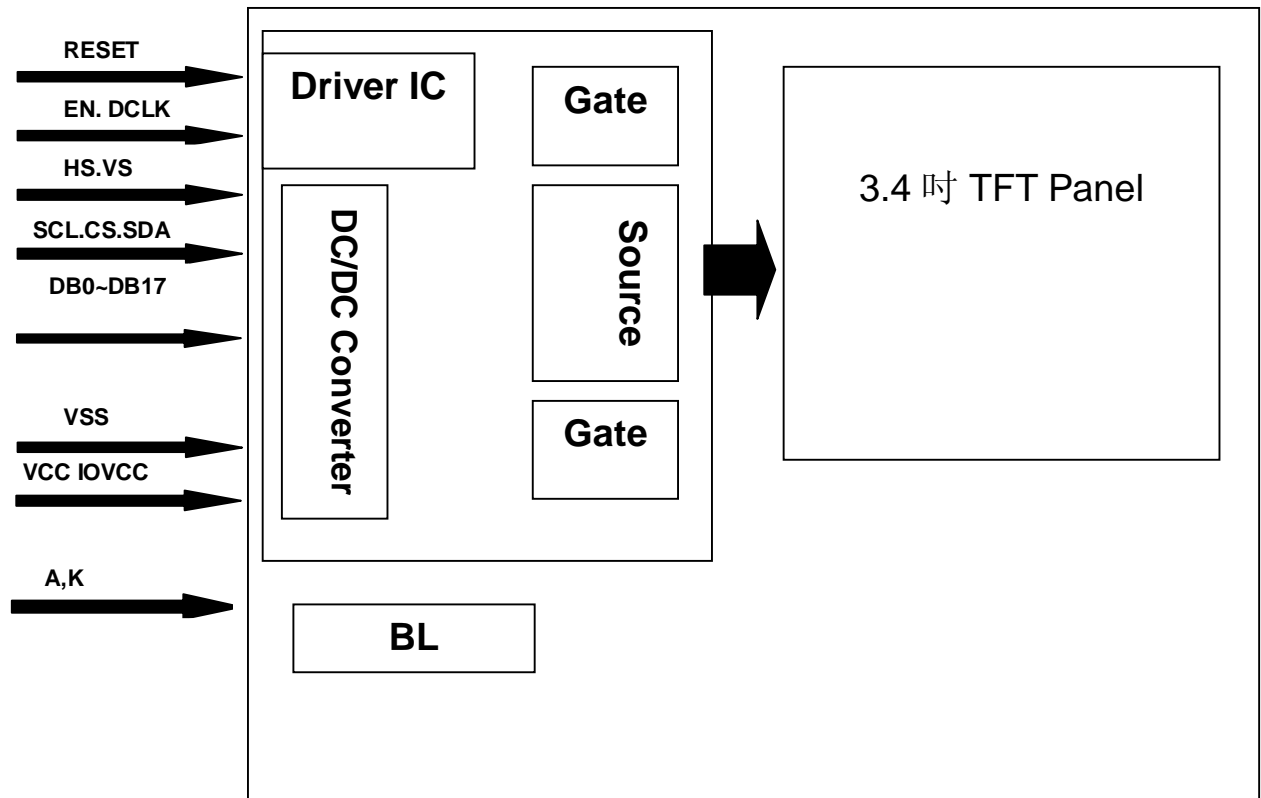 RESET
EN. DCLK
HS.VS
SCL.CS.SDA
DB0~DB17
VSS
VCC IOVCC
A,K
Driver IC
DC/DC Converter
Gate
Source
Gate
BL
3.4 吋 TFT Panel